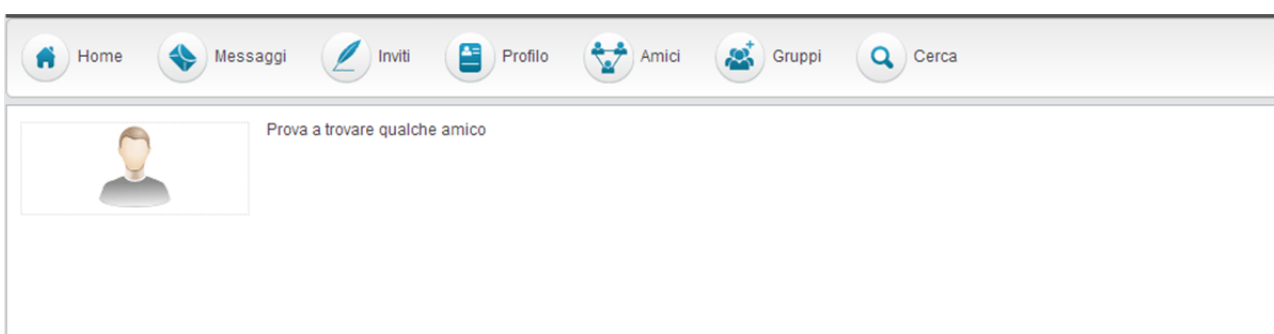 Home Messaggi Inviti Profilo Amici Gruppi Cerca
Prova a trovare qualche amico